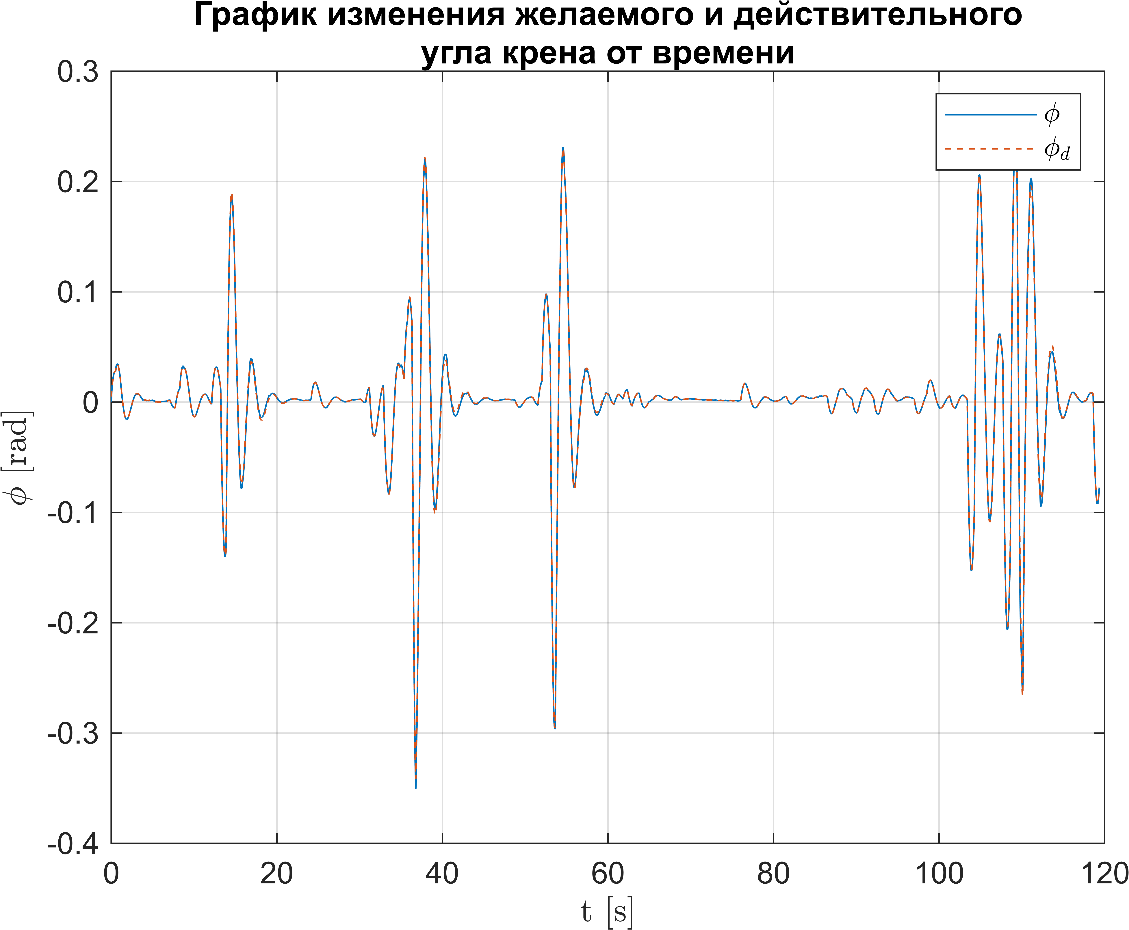 График изменения желаемого и действительного
угла крена от времени
0.3
0.2
0.1
0
-0.1
-0.2
-0.3
-0.4
ϕ [rad]
ϕ
ϕd
0 20 40 60 80 100 120
t [s]